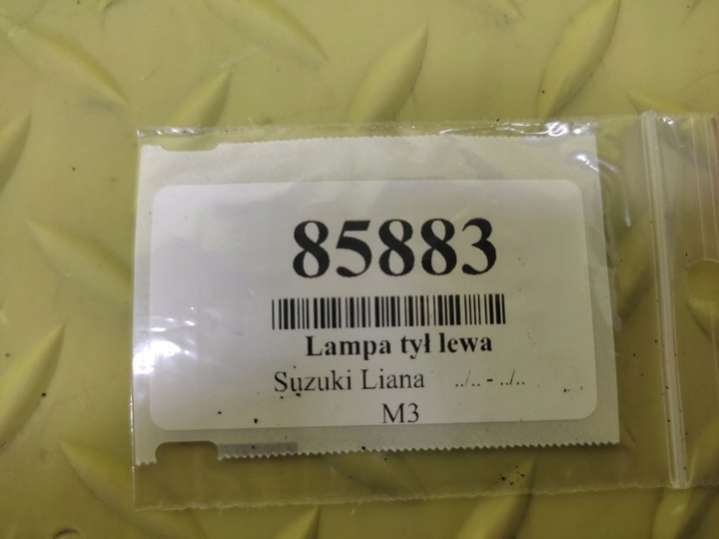 85883
Lampa tył lewa
Suzuki Liana ../.. - ../..
M3